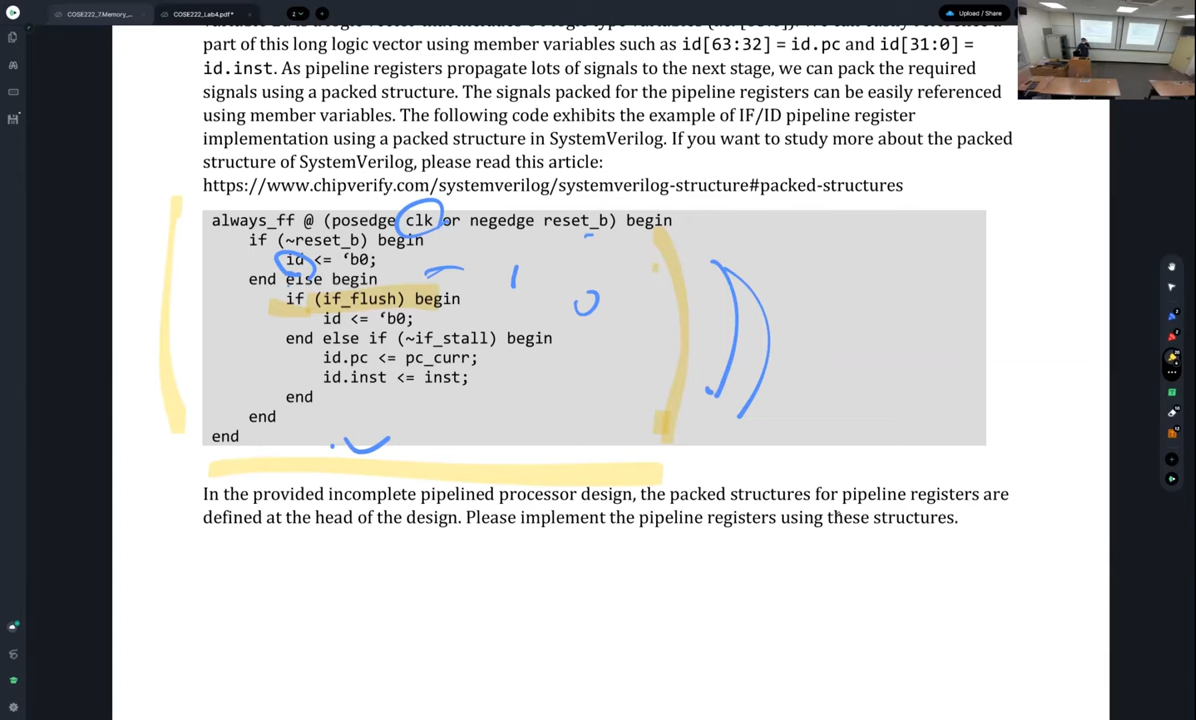 COSE222_7.Memory_
COSE222_Lab4.pdf*
2
Upload / Share
part of this long logic vector using member variables such as id[63:32] = id.pc and id[31:0] =
id.inst. As pipeline registers propagate lots of signals to the next stage, we can pack the required
signals using a packed structure. The signals packed for the pipeline registers can be easily referenced
using member variables. The following code exhibits the example of IF/ID pipeline register
implementation using a packed structure in SystemVerilog. If you want to study more about the packed
structure of SystemVerilog, please read this article:
https://www.chipverify.com/systemverilog/systemverilog-structure#packed-structures
always_ff @ (posedge clk or negedge reset_b) begin
if (~reset_b) begin
id <= ‘b0;
end else begin
1
0
if (if_flush) begin
id <= ‘b0;
end else if (~if_stall) begin
id.pc <= pc_curr;
id.inst <= inst;
end
end
end
In the provided incomplete pipelined processor design, the packed structures for pipeline registers are
defined at the head of the design. Please implement the pipeline registers using these structures.